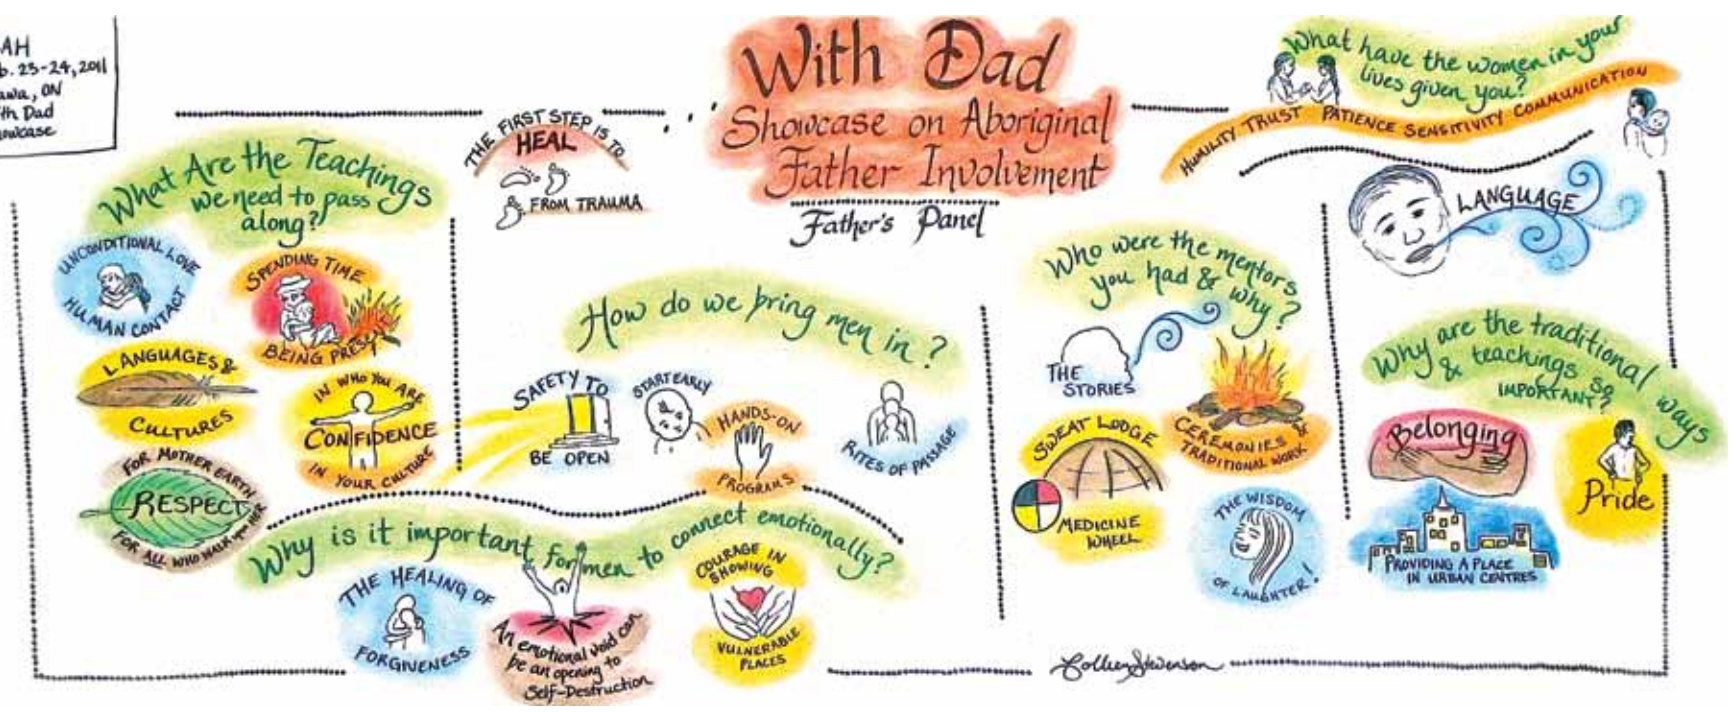 AH
b. 23-24, 2011
awa, ON
th Dad
howcase
With Dad
Showcase on Aboriginal
Father Involvement
Father's Panel
THE FIRST STEP IS TO
HEAL
FROM TRAUMA
What Are the Teachings
we need to pass
along?
UNCONDITIONAL LOVE
HUMAN CONTACT
SPENDING TIME
BEING PRESENT
LANGUAGES &
CULTURES
IN WHO YOU ARE
CONFIDENCE
IN YOUR CULTURE
FOR MOTHER EARTH
RESPECT
FOR ALL WHO WALK upon HER
How do we bring men in?
SAFETY TO
BE OPEN
START EARLY
HANDS-ON
PROGRAMS
RITES OF PASSAGE
Why is it important for men to connect emotionally?
THE HEALING OF
FORGIVENESS
An emotional void can
be an opening to
Self-Destruction
COURAGE IN
SHOWING
VULNERABLE
PLACES
Who were the mentors
you had & why?
THE
STORIES
CEREMONIES &
TRADITIONAL WORK
SWEAT LODGE
MEDICINE
WHEEL
THE WISDOM
OF LAUGHTER!
What have the women in your
lives given you?
HUMILITY TRUST PATIENCE SENSITIVITY COMMUNICATION
LANGUAGE
Why are the traditional ways
& teachings so
IMPORTANT?
Belonging
Pride
PROVIDING A PLACE
IN URBAN CENTRES
Colleen Stevenson